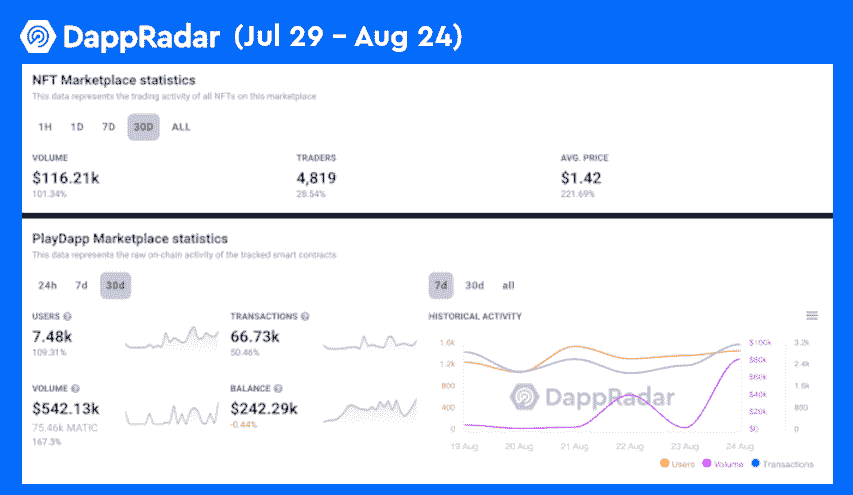 DappRadar (Jul 29 – Aug 24)
NFT Marketplace statistics
This data represents the trading activity of all NFTs on this marketplace
1H 1D 7D 30D ALL
VOLUME TRADERS AVG. PRICE
$116.21k 4,819 $1.42
101.34% 28.54% 221.69%
PlayDapp Marketplace statistics
This data represents the raw on-chain activity of the tracked smart contracts
24h 7d 30d 7d 30d all
USERS TRANSACTIONS HISTORICAL ACTIVITY
7.48k 66.73k
109.31% 50.46%
VOLUME BALANCE
$542.13k $242.29k
75.46k MATIC -0.44%
167.3%
1.6k $100k 3.2k
$80k
1.2k 2.4k
$60k
800 1.6k
DappRadar
$40k
400 800
$20k
0 $0 0
19 Aug 20 Aug 21 Aug 22 Aug 23 Aug 24 Aug
Users Volume Transactions